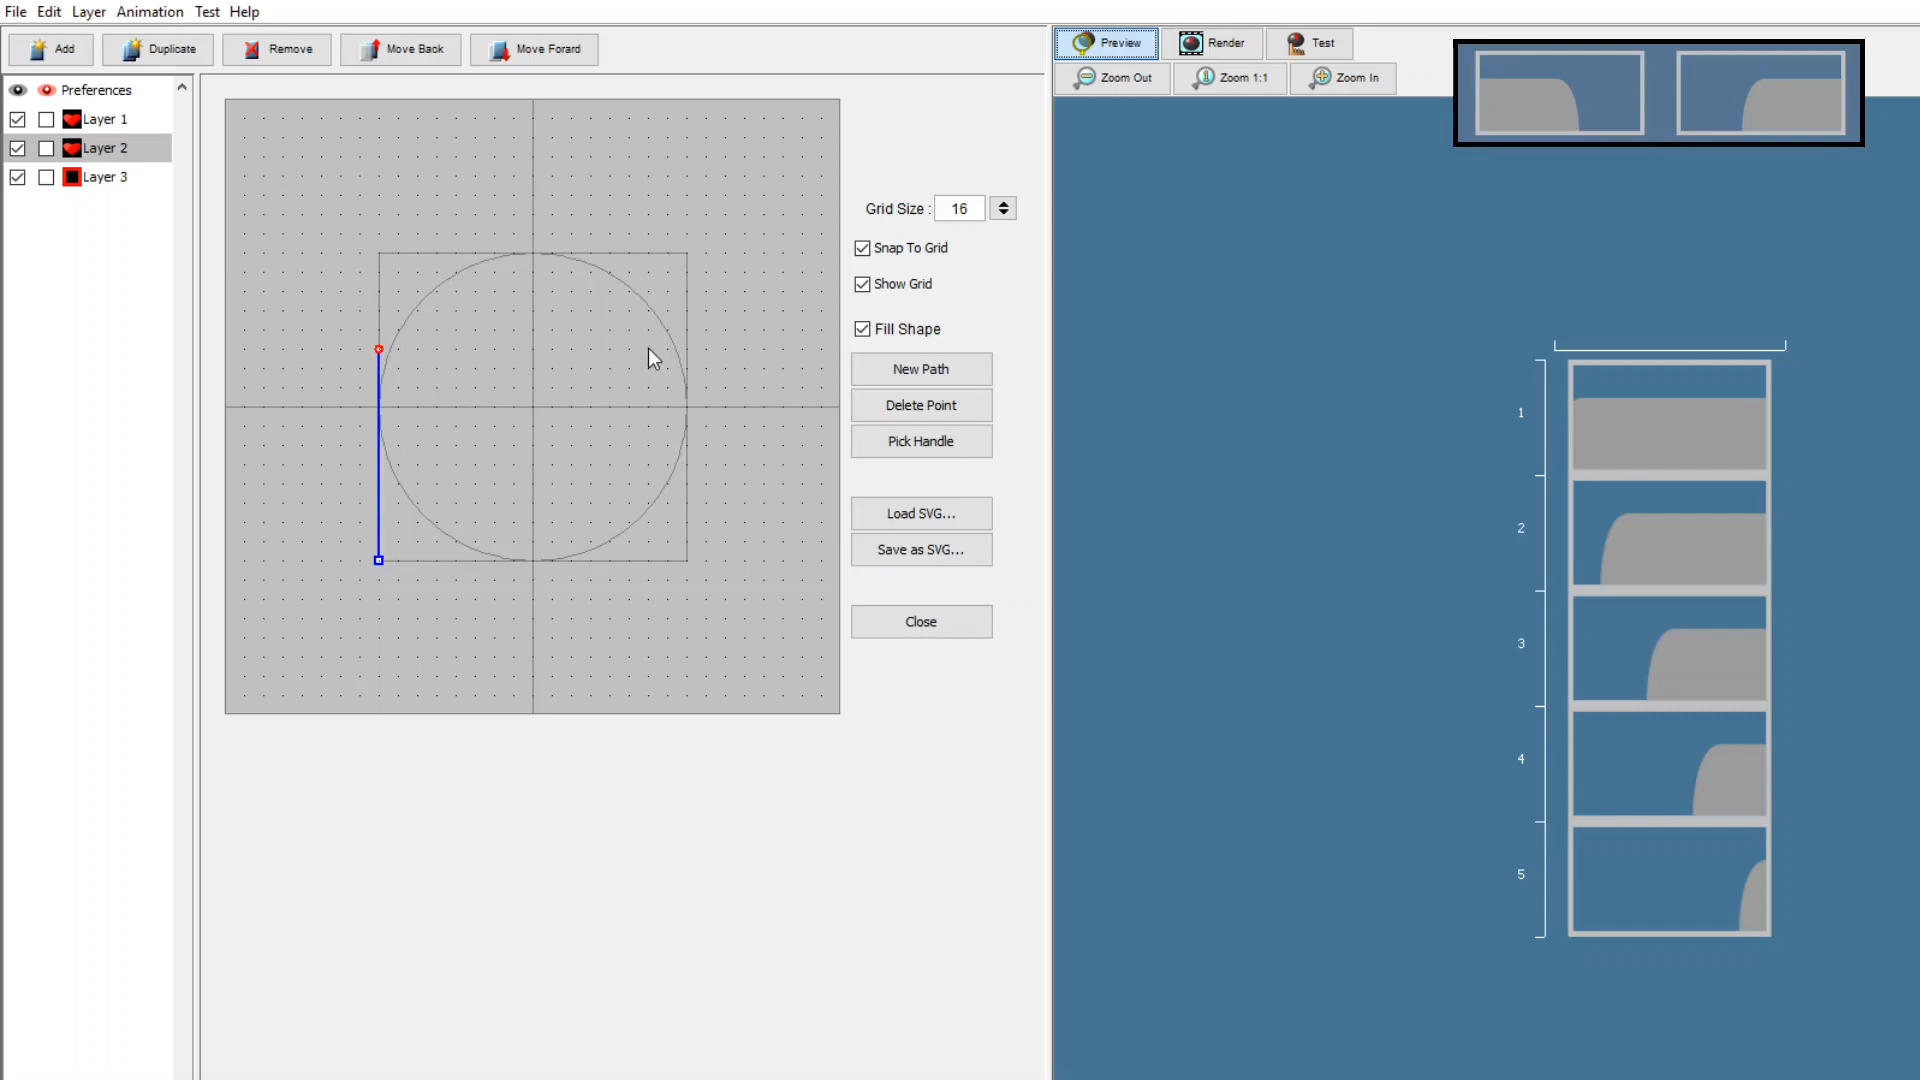 File Edit Layer Animation Test Help
Add Duplicate Remove Move Back Move Forard
Preview Render Test
Zoom Out Zoom 1:1 Zoom In
Preferences
Layer 1
Layer 2
Layer 3
Grid Size : 16
Snap To Grid
Show Grid
Fill Shape
New Path
Delete Point
Pick Handle
Load SVG...
Save as SVG...
Close
1
2
3
4
5